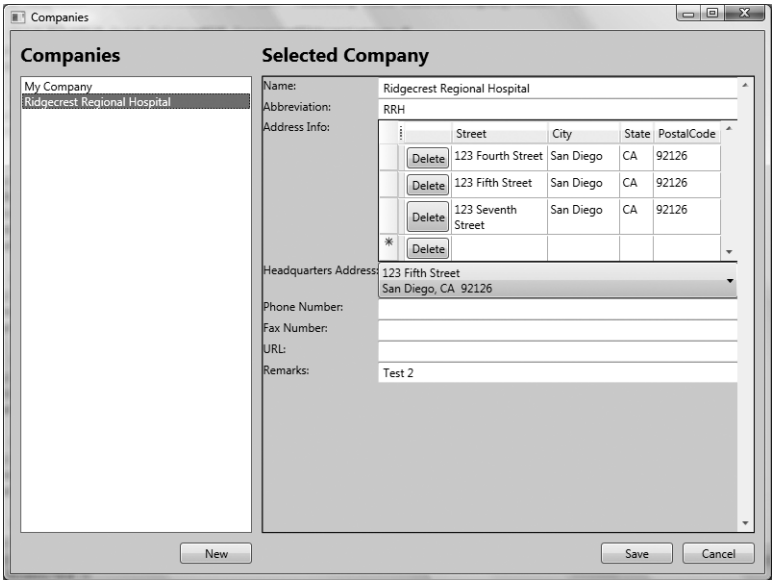 Companies
Companies
Selected Company
My Company
Ridgecrest Regional Hospital
Name:
Ridgecrest Regional Hospital
Abbreviation:
RRH
Address Info:
Street City State PostalCode
Delete 123 Fourth Street San Diego CA 92126
Delete 123 Fifth Street San Diego CA 92126
Delete 123 Seventh San Diego CA 92126
Street
* Delete
Headquarters Address:
123 Fifth Street
San Diego, CA 92126
Phone Number:
Fax Number:
URL:
Remarks:
Test 2
New
Save
Cancel